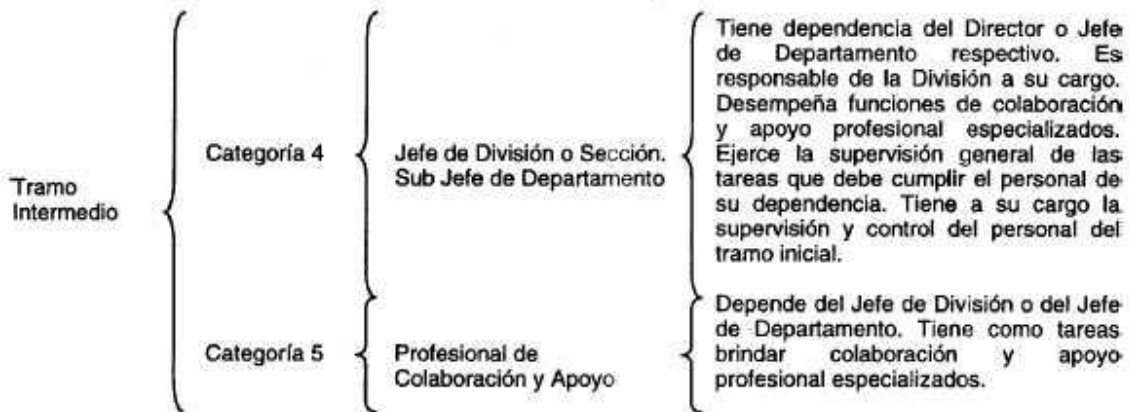 Tramo
Intermedio
Categoría 4
Jefe de División o Sección.
Sub Jefe de Departamento
Tiene dependencia del Director o Jefe
de Departamento respectivo. Es
responsable de la División a su cargo.
Desempeña funciones de colaboración
y apoyo profesional especializados.
Ejerce la supervisión general de las
tareas que debe cumplir el personal de
su dependencia. Tiene a su cargo la
supervisión y control del personal del
tramo inicial.
Categoría 5
Profesional de
Colaboración y Apoyo
Depende del Jefe de División o del Jefe
de Departamento. Tiene como tareas
brindar colaboración y apoyo
profesional especializados.